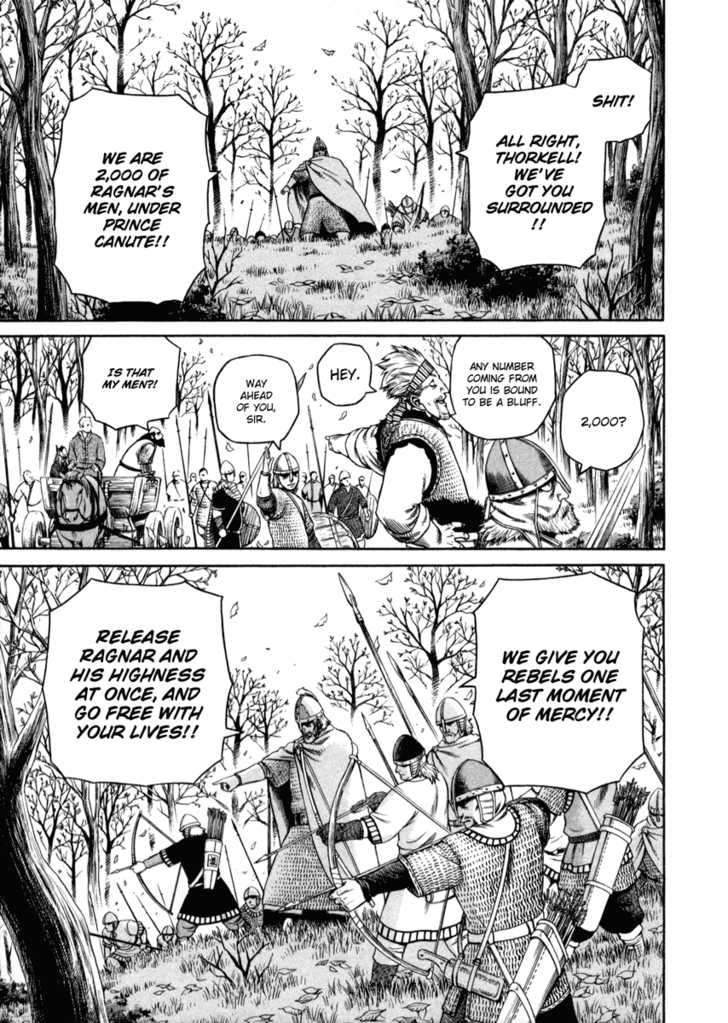 SHIT!
ALL RIGHT,
THORKELL!
WE'VE
GOT YOU
SURROUNDED
!!
WE ARE
2,000 OF
RAGNAR'S
MEN, UNDER
PRINCE
CANUTE!!
2,000?
ANY NUMBER
COMING FROM
YOU IS BOUND
TO BE A BLUFF.
HEY.
WAY
AHEAD
OF YOU,
SIR.
IS THAT
MY MEN?!
WE GIVE YOU
REBELS ONE
LAST MOMENT
OF MERCY!!
RELEASE
RAGNAR AND
HIS HIGHNESS
AT ONCE, AND
GO FREE WITH
YOUR LIVES!!